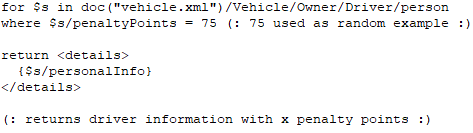 for $s in doc("vehicle.xml")/Vehicle/Owner/Driver/person
where $s/penaltyPoints = 75 (: 75 used as random example :)
return <details>
{$s/personalInfo}
</details>
(: returns driver information with x penalty points :)